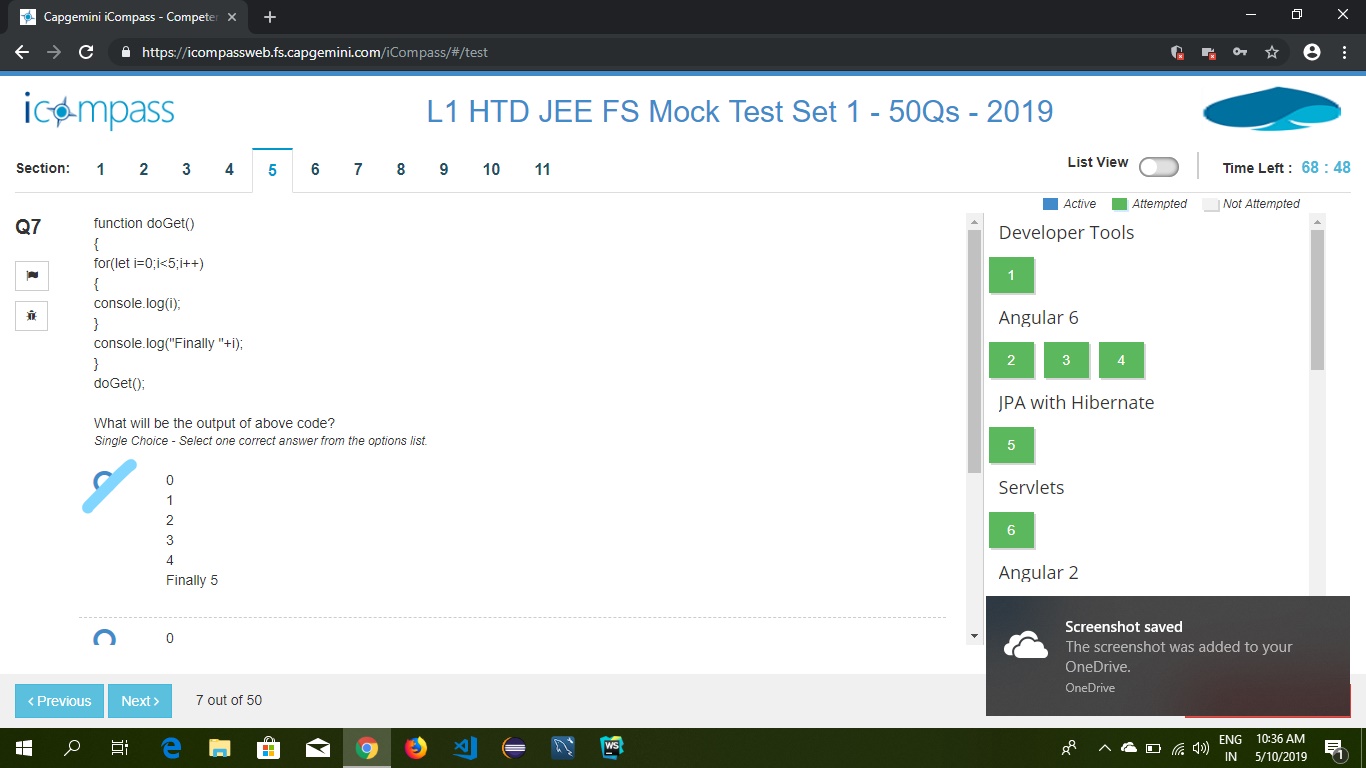 Capgemini iCompass - Competen
https://icompassweb.fs.capgemini.com/iCompass/#/test
icompass
L1 HTD JEE FS Mock Test Set 1 - 50Qs - 2019
Section: 1 2 3 4 5 6 7 8 9 10 11
List View
Time Left : 68 : 48
Active Attempted Not Attempted
Q7
function doGet()
{
for(let i=0;i<5;i++)
{
console.log(i);
}
console.log("Finally "+i);
}
doGet();
What will be the output of above code?
Single Choice - Select one correct answer from the options list.
0
1
2
3
4
Finally 5
0
Developer Tools
1
Angular 6
2 3 4
JPA with Hibernate
5
Servlets
6
Angular 2
Screenshot saved
The screenshot was added to your
OneDrive.
OneDrive
‹ Previous Next › 7 out of 50
WS
ENG
IN
10:36 AM
5/10/2019
1